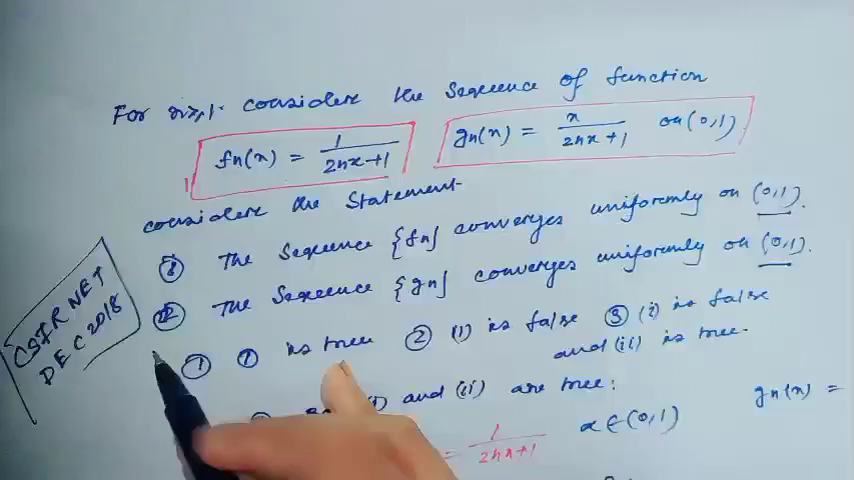 For n≥1. consider the Sequence of function
fn(x) = 1/2nx+1 gn(x) = x/2nx+1 on (0,1)
consider the Statement
① The Sequence {fn} converges uniformly on (0,1).
② The Sequence {gn} converges uniformly on (0,1).
CSIR NET
DEC 2018
① ① is true ② (i) is false ③ (i) is false
and (ii) is true.
and (ii) are true:
= 1/2nx+1 x∈(0,1) gn(x) =